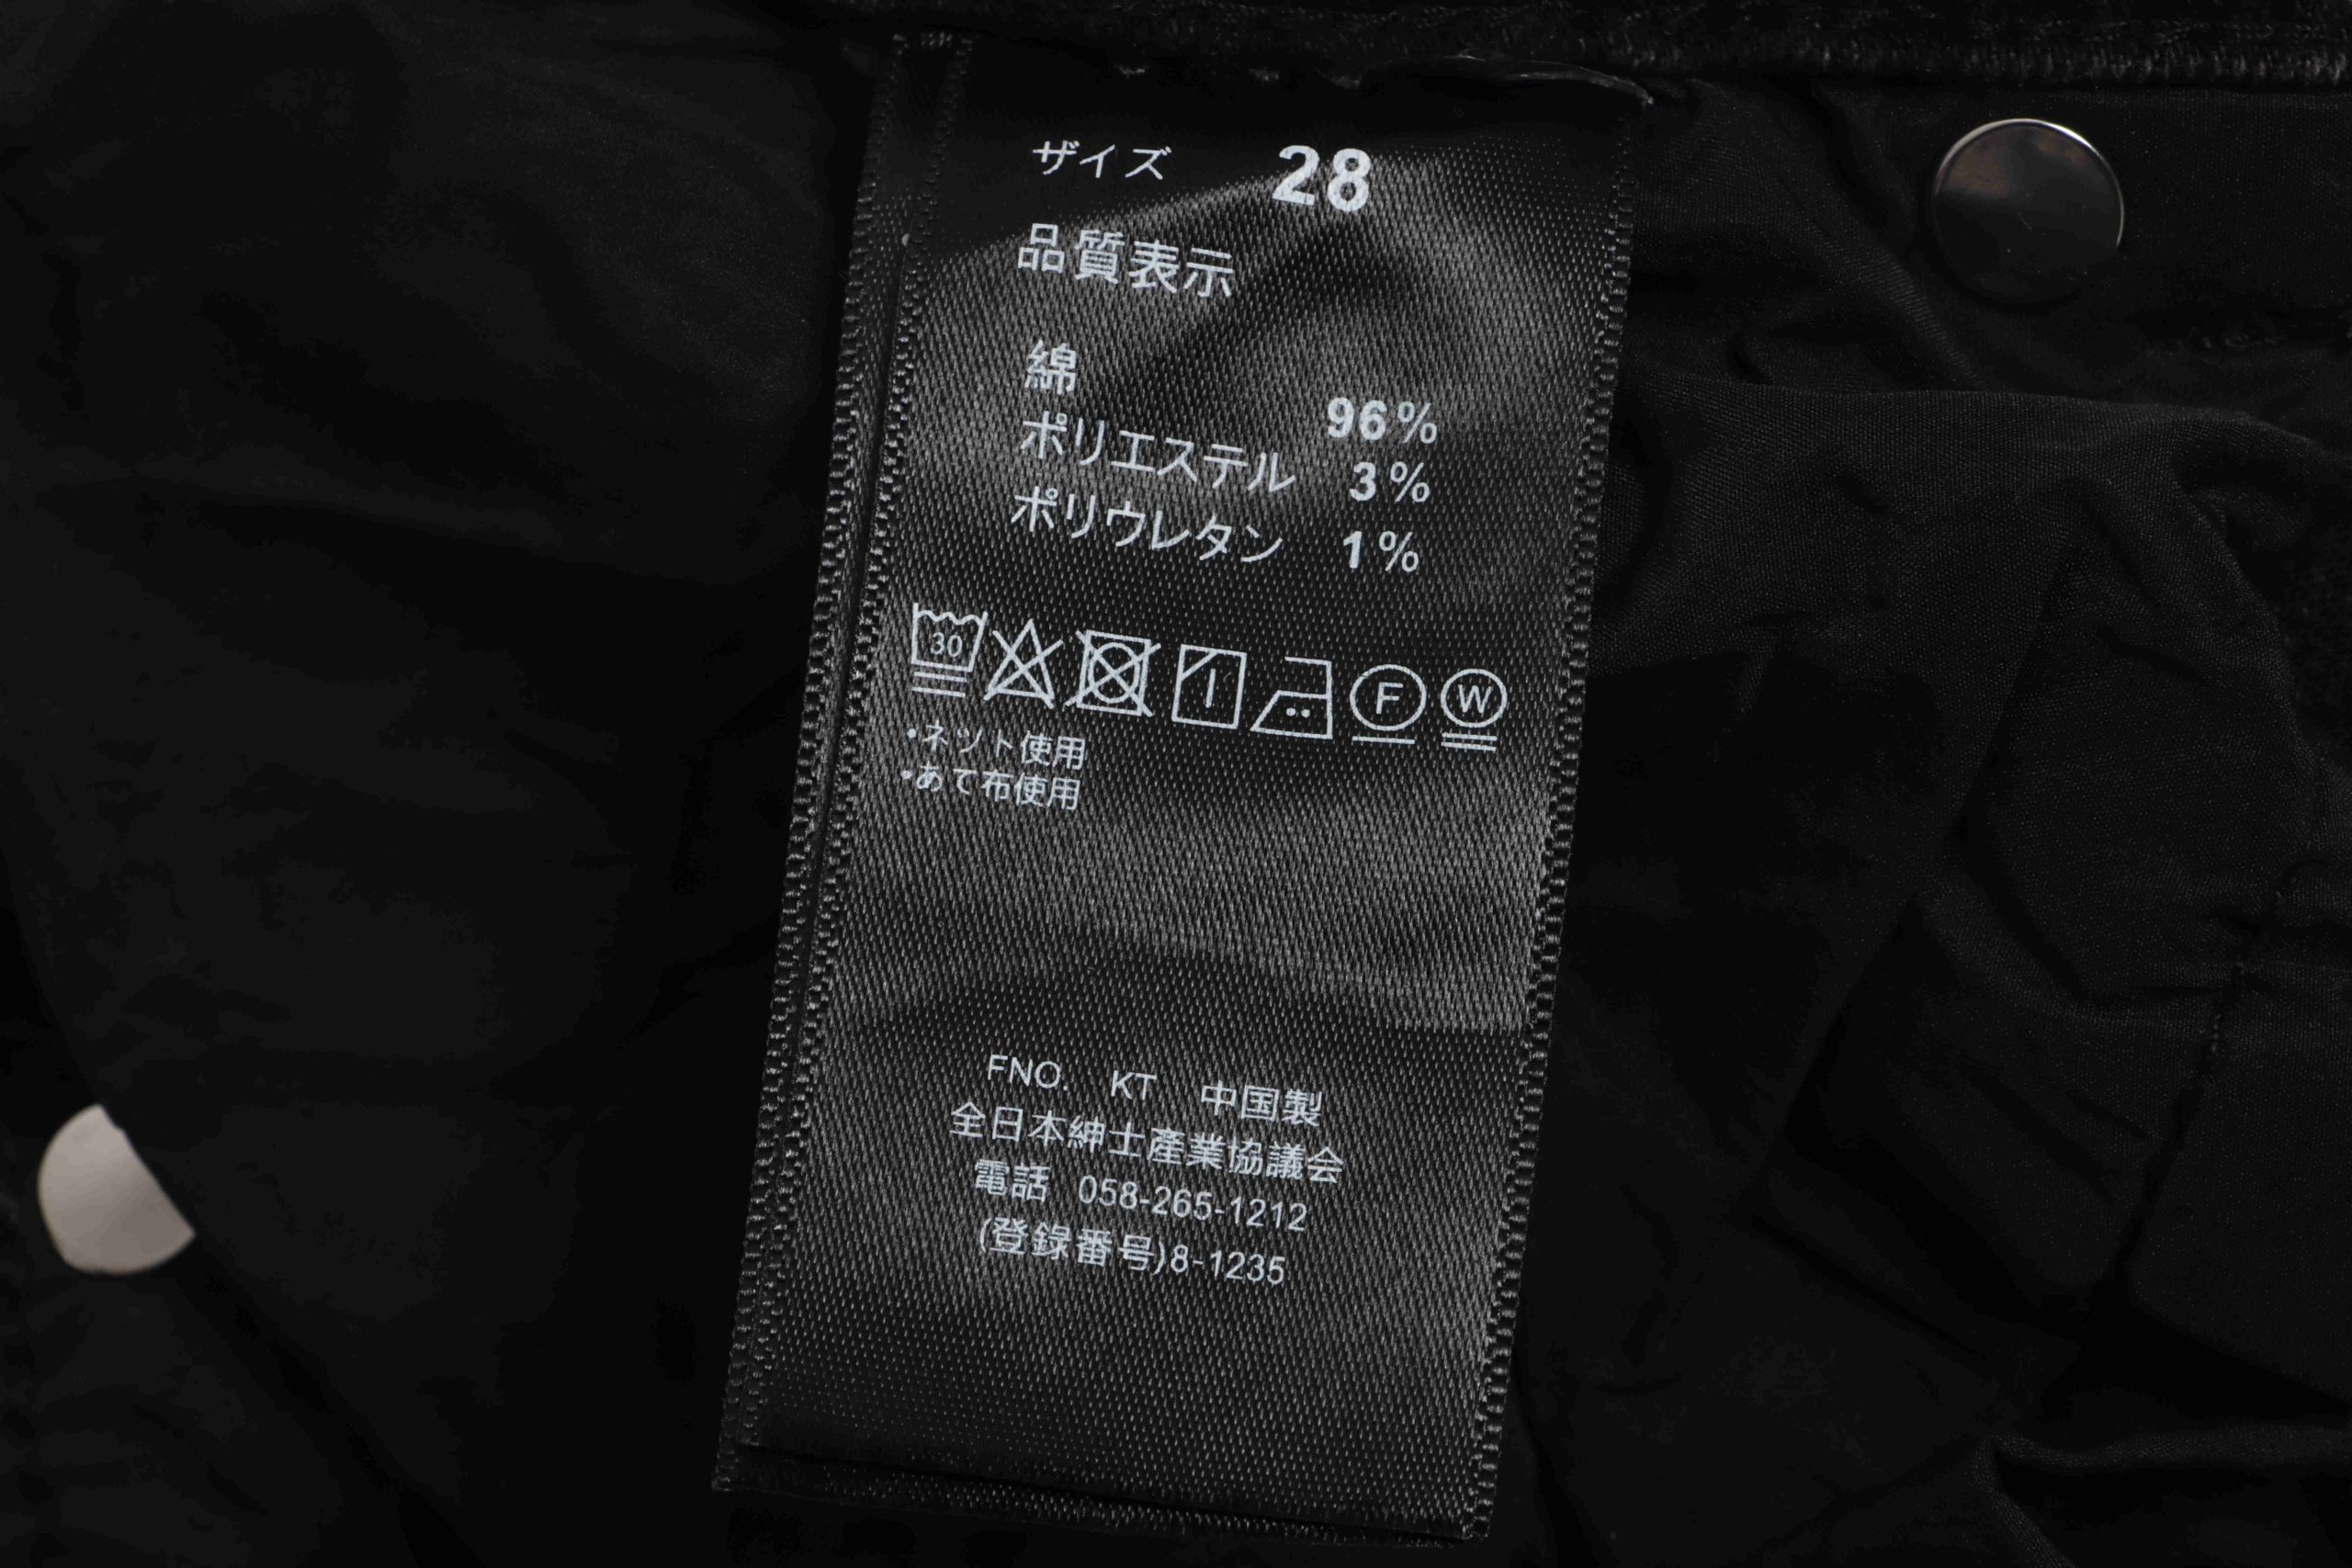 ザイズ 28
品質表示
綿 96%
ポリエステル 3%
ポリウレタン 1%
30 F W
•ネット使用
•あて布使用
FNO. KT 中国製
全日本紳士産業協議会
電話 058-265-1212
(登録番号)8-1235